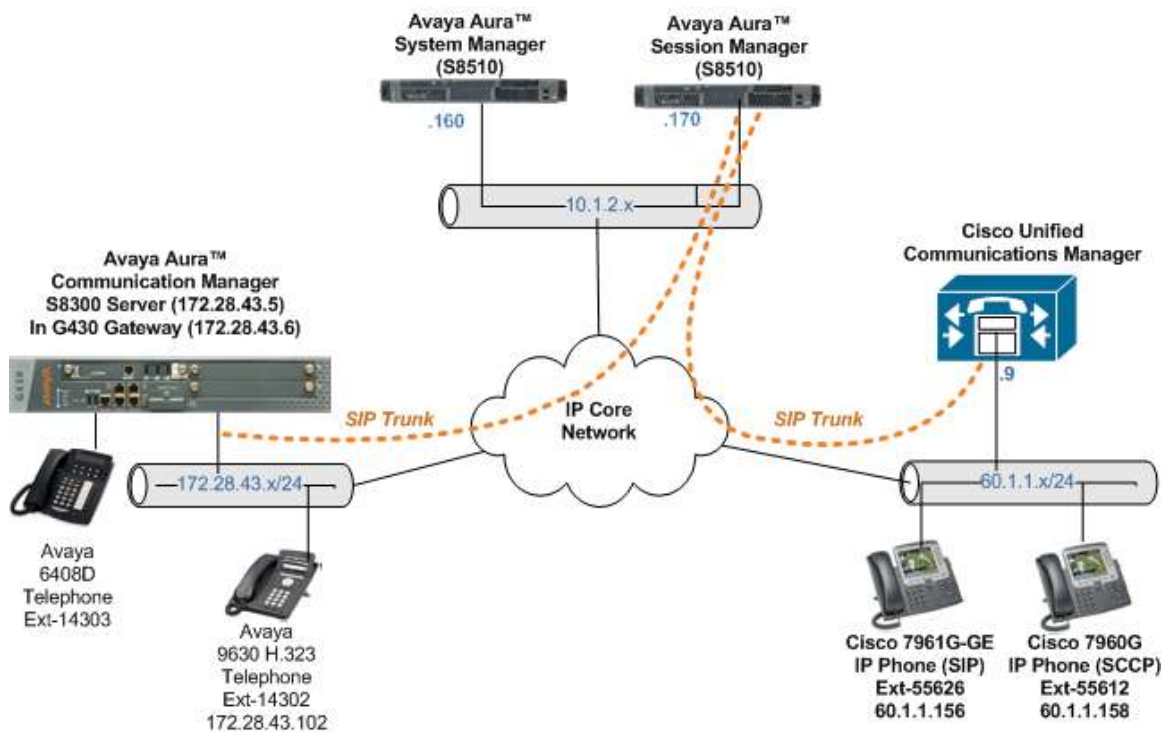 Avaya Aura™
System Manager
(S8510)
Avaya Aura™
Session Manager
(S8510)
.160
.170
10.1.2.x
Avaya Aura™
Communication Manager
S8300 Server (172.28.43.5)
In G430 Gateway (172.28.43.6)
Cisco Unified
Communications Manager
G430
AVAYA
.9
SIP Trunk
IP Core
Network
SIP Trunk
172.28.43.x/24
60.1.1.x/24
Avaya
6408D
Telephone
Ext-14303
Avaya
9630 H.323
Telephone
Ext-14302
172.28.43.102
Cisco 7961G-GE
IP Phone (SIP)
Ext-55626
60.1.1.156
Cisco 7960G
IP Phone (SCCP)
Ext-55612
60.1.1.158